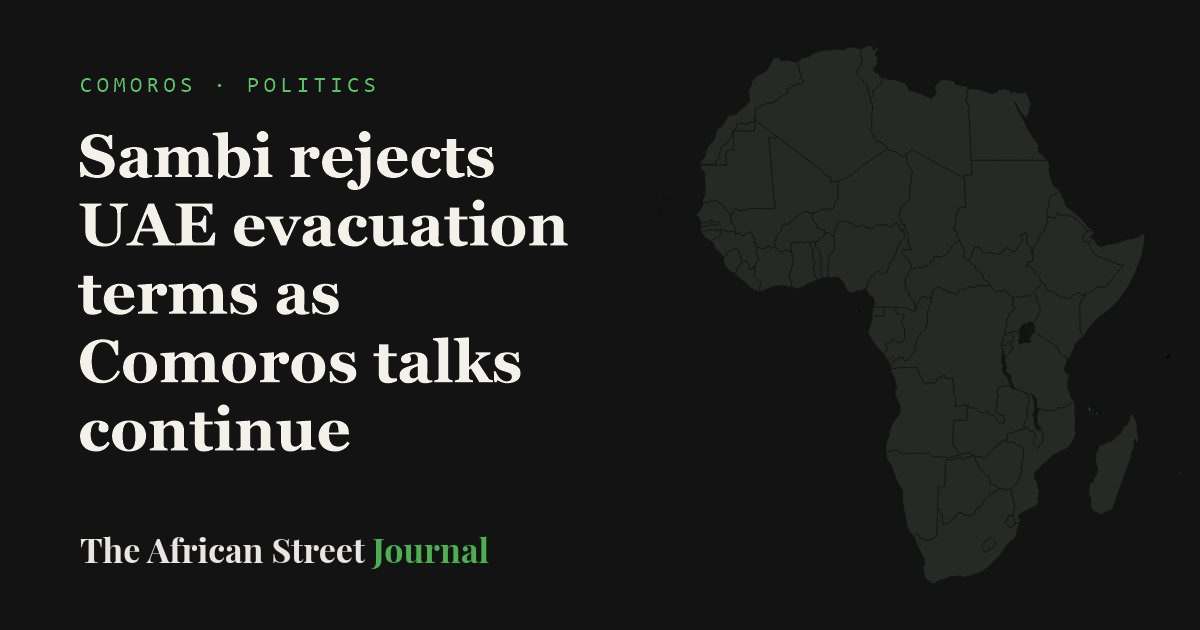 COMOROS · POLITICS
Sambi rejects
UAE evacuation
terms as
Comoros talks
continue
The African Street Journal